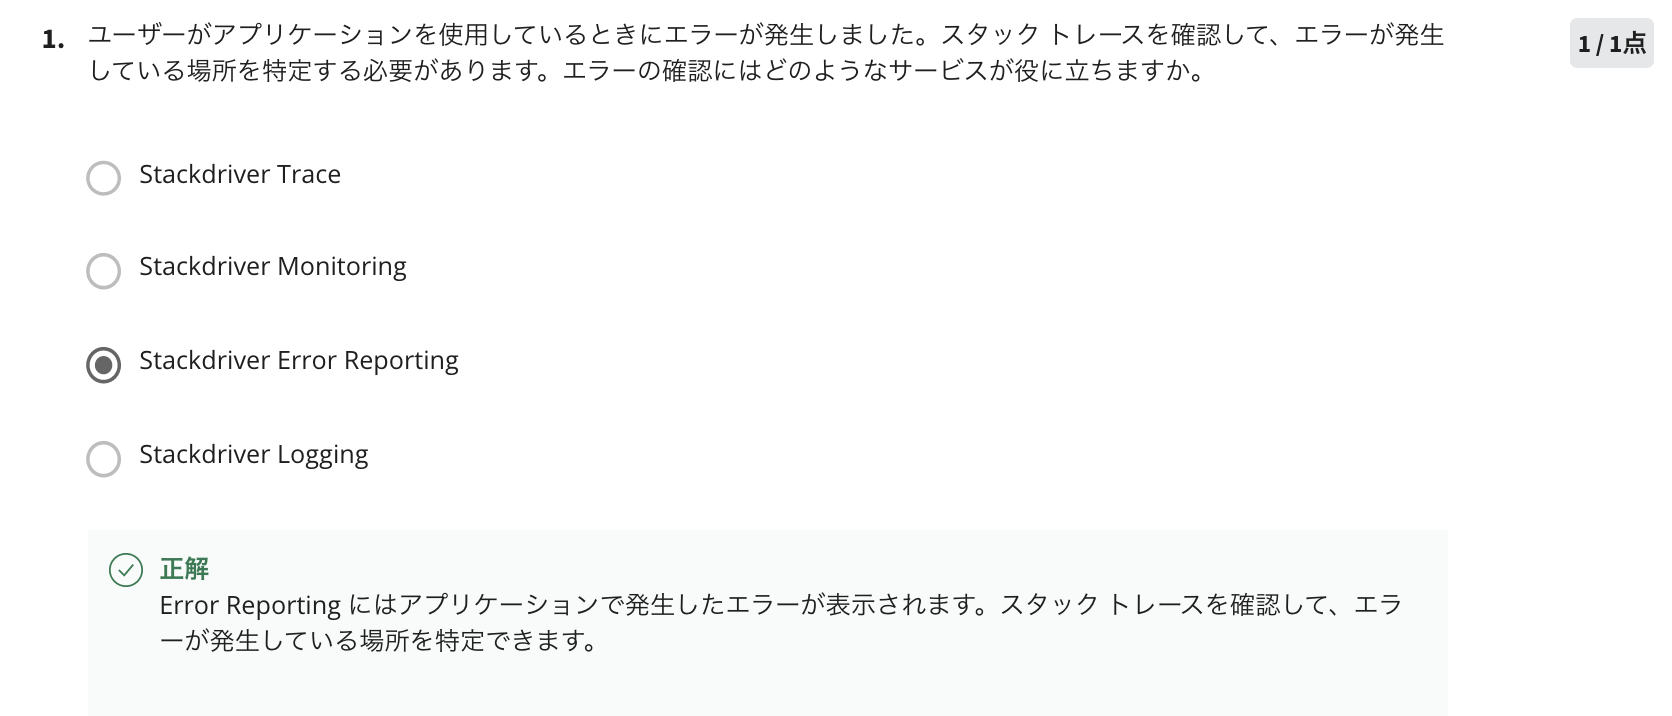 1. ユーザーがアプリケーションを使用しているときにエラーが発生しました。スタック トレースを確認して、エラーが発生
している場所を特定する必要があります。エラーの確認にはどのようなサービスが役に立ちますか。
1 / 1点
Stackdriver Trace
Stackdriver Monitoring
Stackdriver Error Reporting
Stackdriver Logging
正解
Error Reporting にはアプリケーションで発生したエラーが表示されます。スタック トレースを確認して、エラ
ーが発生している場所を特定できます。